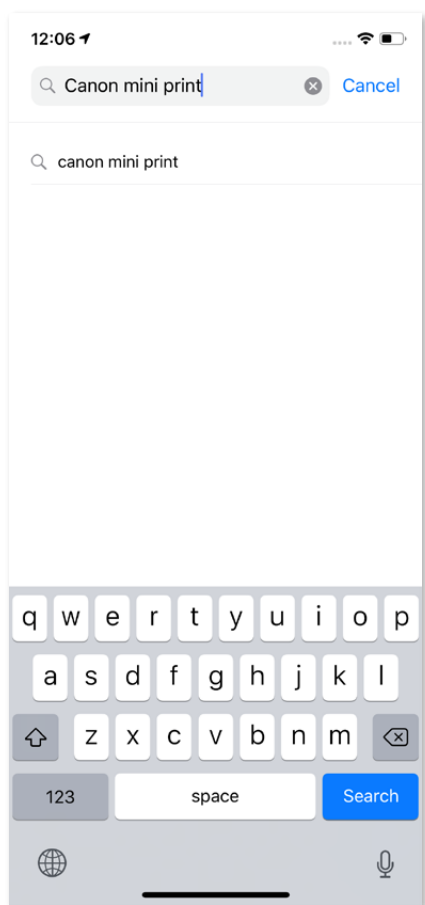 12:06
Canon mini print Cancel
canon mini print
q w e r t y u i o p
a s d f g h j k l
z x c v b n m
123 space Search